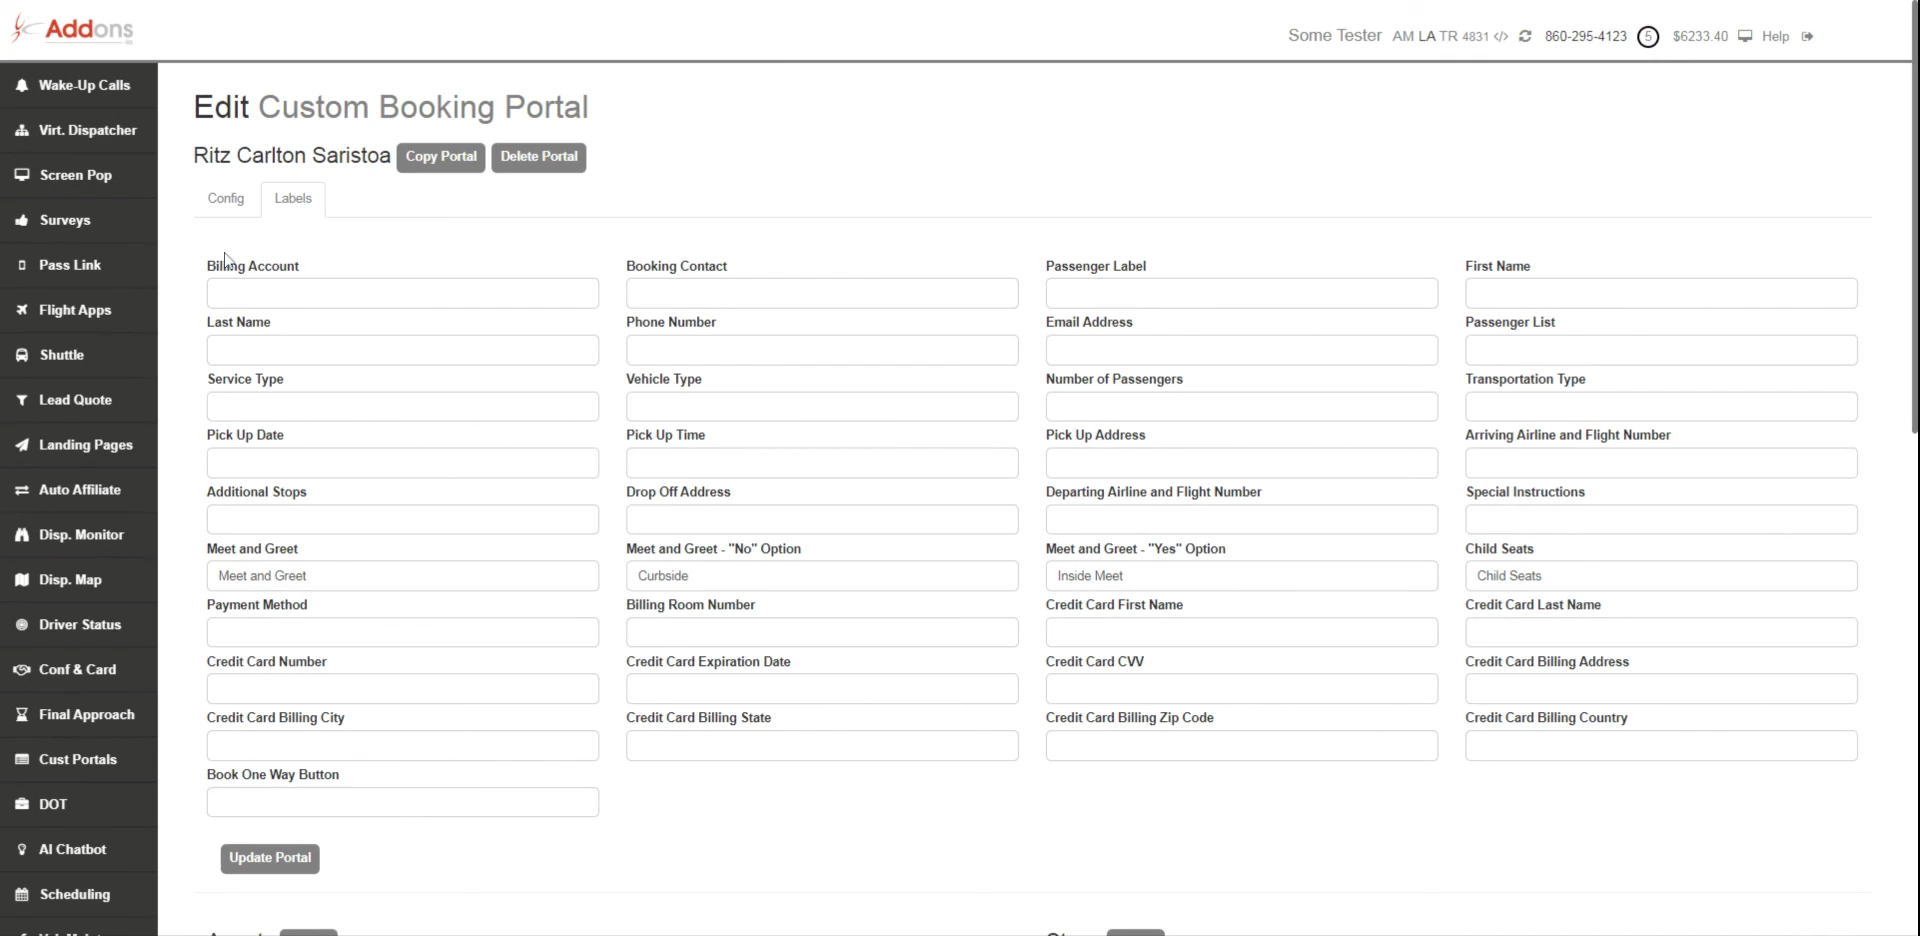 Addons
Some Tester AM LA TR 4831 </> 860-295-4123 5 $6233.40 Help
Wake-Up Calls
Virt. Dispatcher
Screen Pop
Surveys
Pass Link
Flight Apps
Shuttle
Lead Quote
Landing Pages
Auto Affiliate
Disp. Monitor
Disp. Map
Driver Status
Conf & Card
Final Approach
Cust Portals
DOT
AI Chatbot
Scheduling
Edit Custom Booking Portal
Ritz Carlton Saristoa Copy Portal Delete Portal
Config Labels
Billing Account Booking Contact Passenger Label First Name
Last Name Phone Number Email Address Passenger List
Service Type Vehicle Type Number of Passengers Transportation Type
Pick Up Date Pick Up Time Pick Up Address Arriving Airline and Flight Number
Additional Stops Drop Off Address Departing Airline and Flight Number Special Instructions
Meet and Greet Meet and Greet - "No" Option Meet and Greet - "Yes" Option Child Seats
Meet and Greet Curbside Inside Meet Child Seats
Payment Method Billing Room Number Credit Card First Name Credit Card Last Name
Credit Card Number Credit Card Expiration Date Credit Card CVV Credit Card Billing Address
Credit Card Billing City Credit Card Billing State Credit Card Billing Zip Code Credit Card Billing Country
Book One Way Button
Update Portal